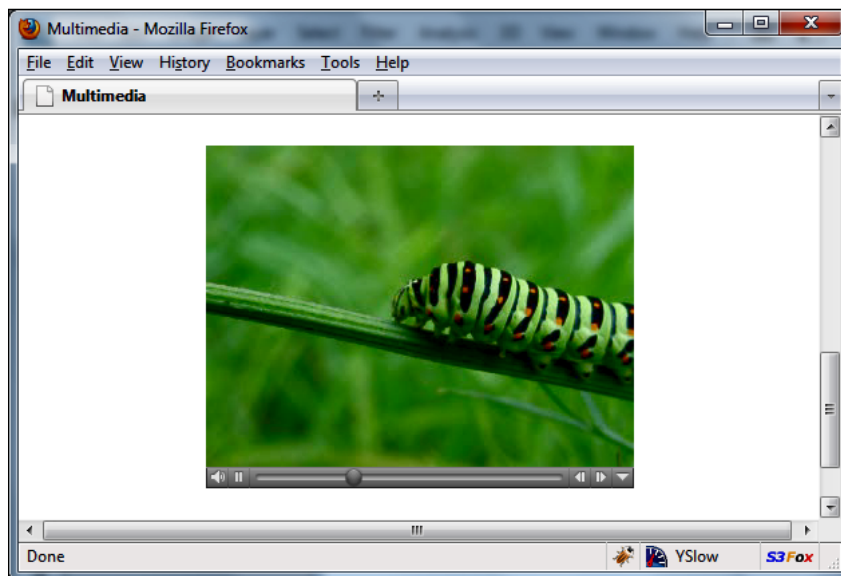 Multimedia - Mozilla Firefox
File Edit View History Bookmarks Tools Help
Multimedia
Done YSlow S3Fox